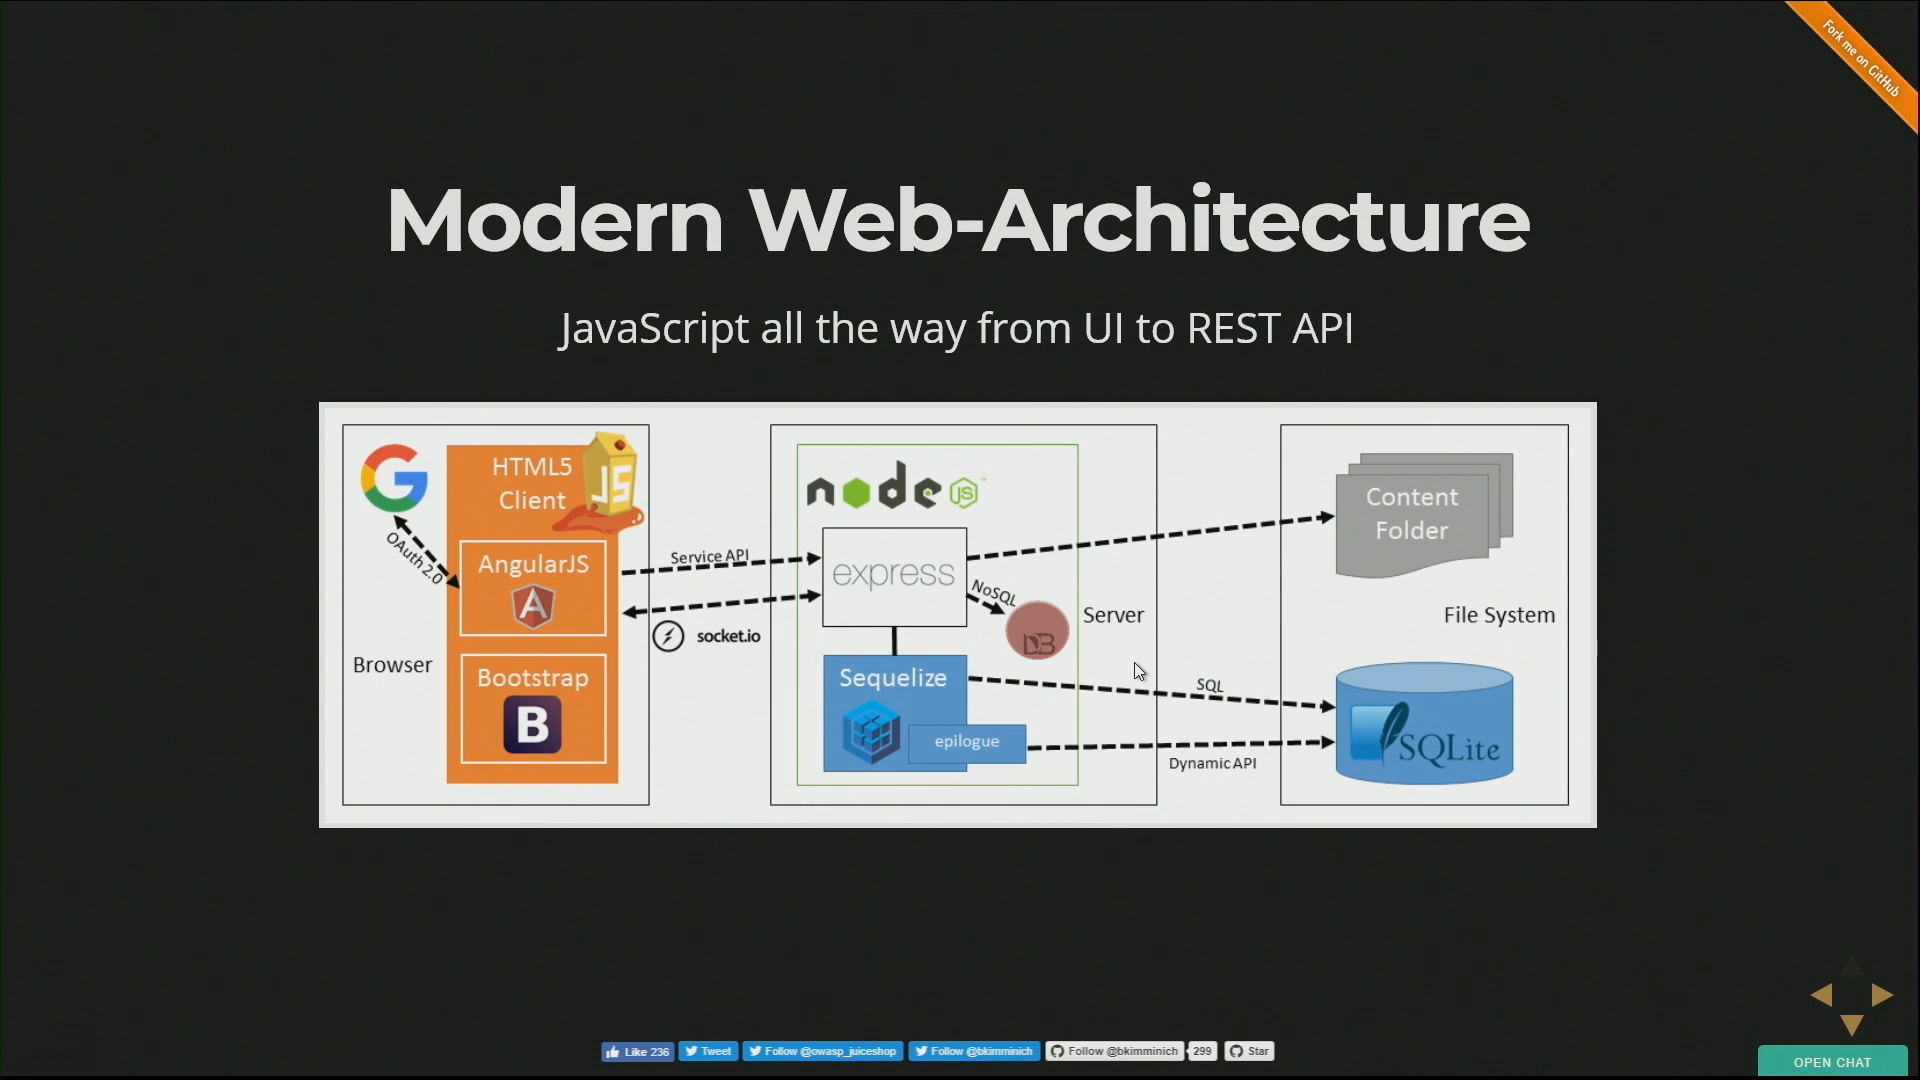 Fork me on GitHub
Modern Web-Architecture
JavaScript all the way from UI to REST API
HTML5
Client
JS
OAuth 2.0
AngularJS
Browser
Bootstrap
B
Service API
socket.io
node
JS
express
NoSQL
DB
Server
Sequelize
epilogue
SQL
Dynamic API
Content
Folder
File System
SQLite
Like 236
Tweet
Follow @owasp_juiceshop
Follow @bkimminich
Follow @bkimminich
299
Star
OPEN CHAT